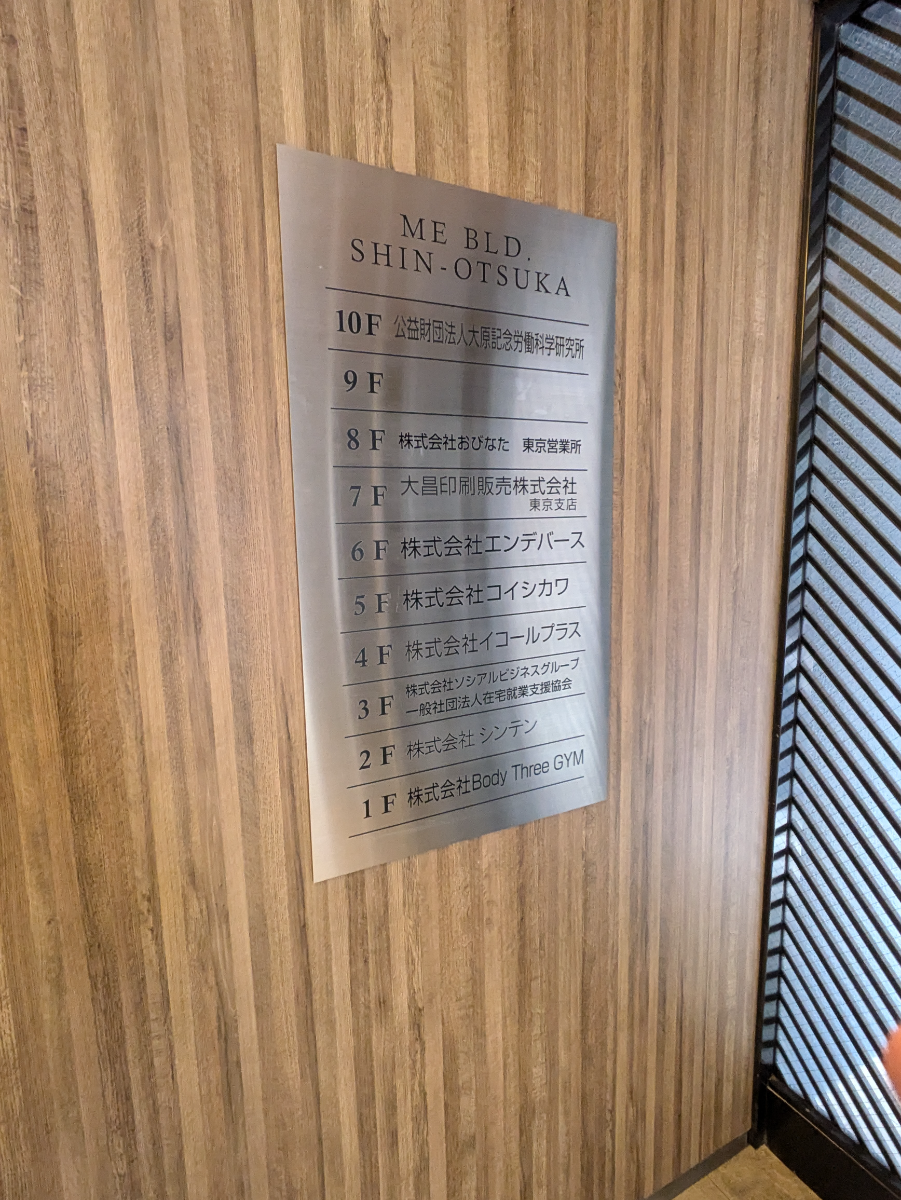 ME BLD.
SHIN-OTSUKA
10F 公益財団法人大原記念労働科学研究所
9 F
8 F 株式会社おびなた 東京営業所
7 F 大昌印刷販売株式会社
東京支店
6 F 株式会社エンデバース
5 F 株式会社コイシカワ
4 F 株式会社イコールプラス
3 F 株式会社ソシアルビジネスグループ
一般社団法人在宅就業支援協会
2 F 株式会社 シンテン
1 F 株式会社Body Three GYM